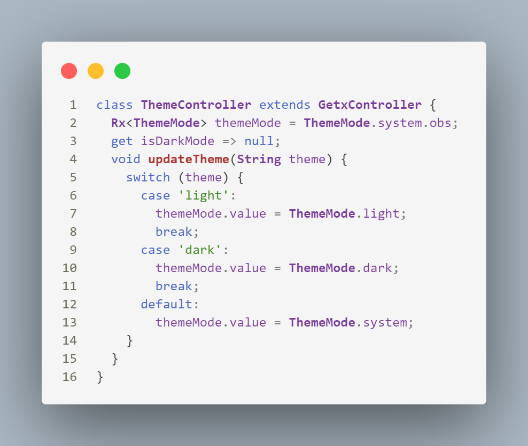 1 class ThemeController extends GetxController {
2 Rx<ThemeMode> themeMode = ThemeMode.system.obs;
3 get isDarkMode => null;
4 void updateTheme(String theme) {
5 switch (theme) {
6 case 'light':
7 themeMode.value = ThemeMode.light;
8 break;
9 case 'dark':
10 themeMode.value = ThemeMode.dark;
11 break;
12 default:
13 themeMode.value = ThemeMode.system;
14 }
15 }
16 }